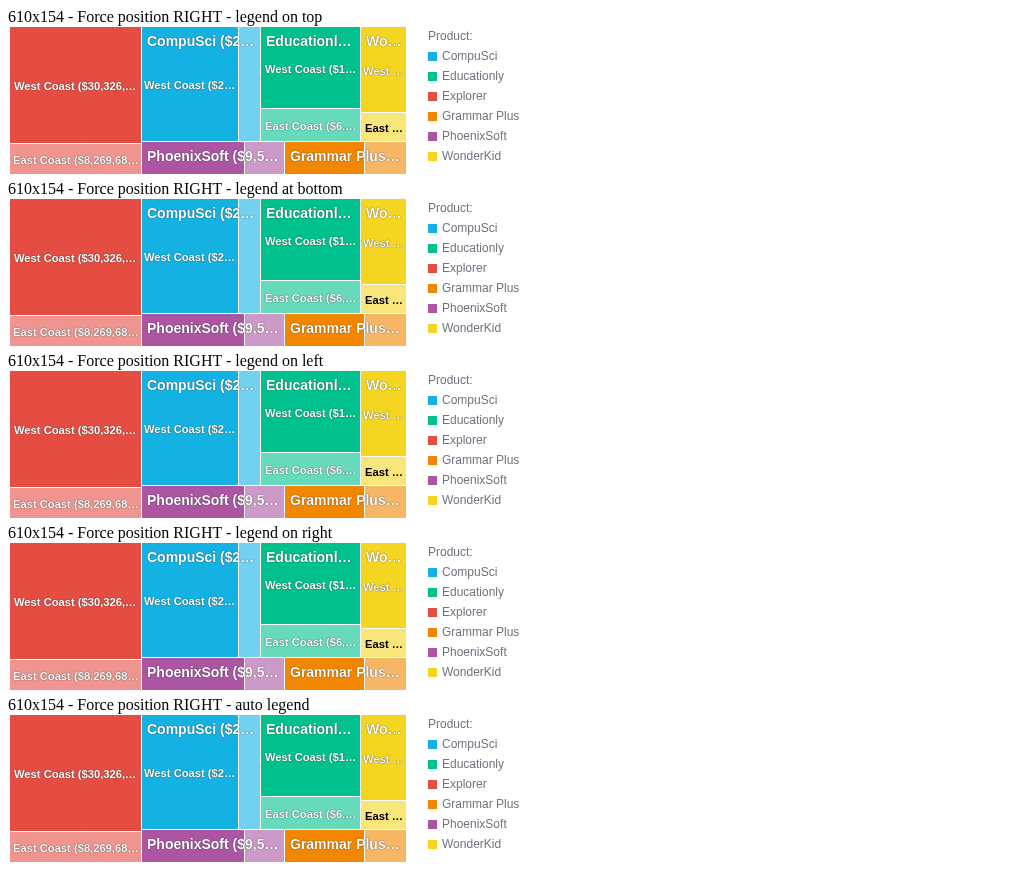 610x154 - Force position RIGHT - legend on top
CompuSci ($2…
Educationl…
Wo…
West Coast ($30,326,…
West Coast ($2…
West Coast ($1…
West …
East Coast ($6,…
East …
East Coast ($8,269,68…
PhoenixSoft ($9,5…
Grammar Plus…
Product:
CompuSci
Educationly
Explorer
Grammar Plus
PhoenixSoft
WonderKid
610x154 - Force position RIGHT - legend at bottom
CompuSci ($2…
Educationl…
Wo…
West Coast ($30,326,…
West Coast ($2…
West Coast ($1…
West …
East Coast ($6,…
East …
East Coast ($8,269,68…
PhoenixSoft ($9,5…
Grammar Plus…
Product:
CompuSci
Educationly
Explorer
Grammar Plus
PhoenixSoft
WonderKid
610x154 - Force position RIGHT - legend on left
CompuSci ($2…
Educationl…
Wo…
West Coast ($30,326,…
West Coast ($2…
West Coast ($1…
West …
East Coast ($6,…
East …
East Coast ($8,269,68…
PhoenixSoft ($9,5…
Grammar Plus…
Product:
CompuSci
Educationly
Explorer
Grammar Plus
PhoenixSoft
WonderKid
610x154 - Force position RIGHT - legend on right
CompuSci ($2…
Educationl…
Wo…
West Coast ($30,326,…
West Coast ($2…
West Coast ($1…
West …
East Coast ($6,…
East …
East Coast ($8,269,68…
PhoenixSoft ($9,5…
Grammar Plus…
Product:
CompuSci
Educationly
Explorer
Grammar Plus
PhoenixSoft
WonderKid
610x154 - Force position RIGHT - auto legend
CompuSci ($2…
Educationl…
Wo…
West Coast ($30,326,…
West Coast ($2…
West Coast ($1…
West …
East Coast ($6,…
East …
East Coast ($8,269,68…
PhoenixSoft ($9,5…
Grammar Plus…
Product:
CompuSci
Educationly
Explorer
Grammar Plus
PhoenixSoft
WonderKid